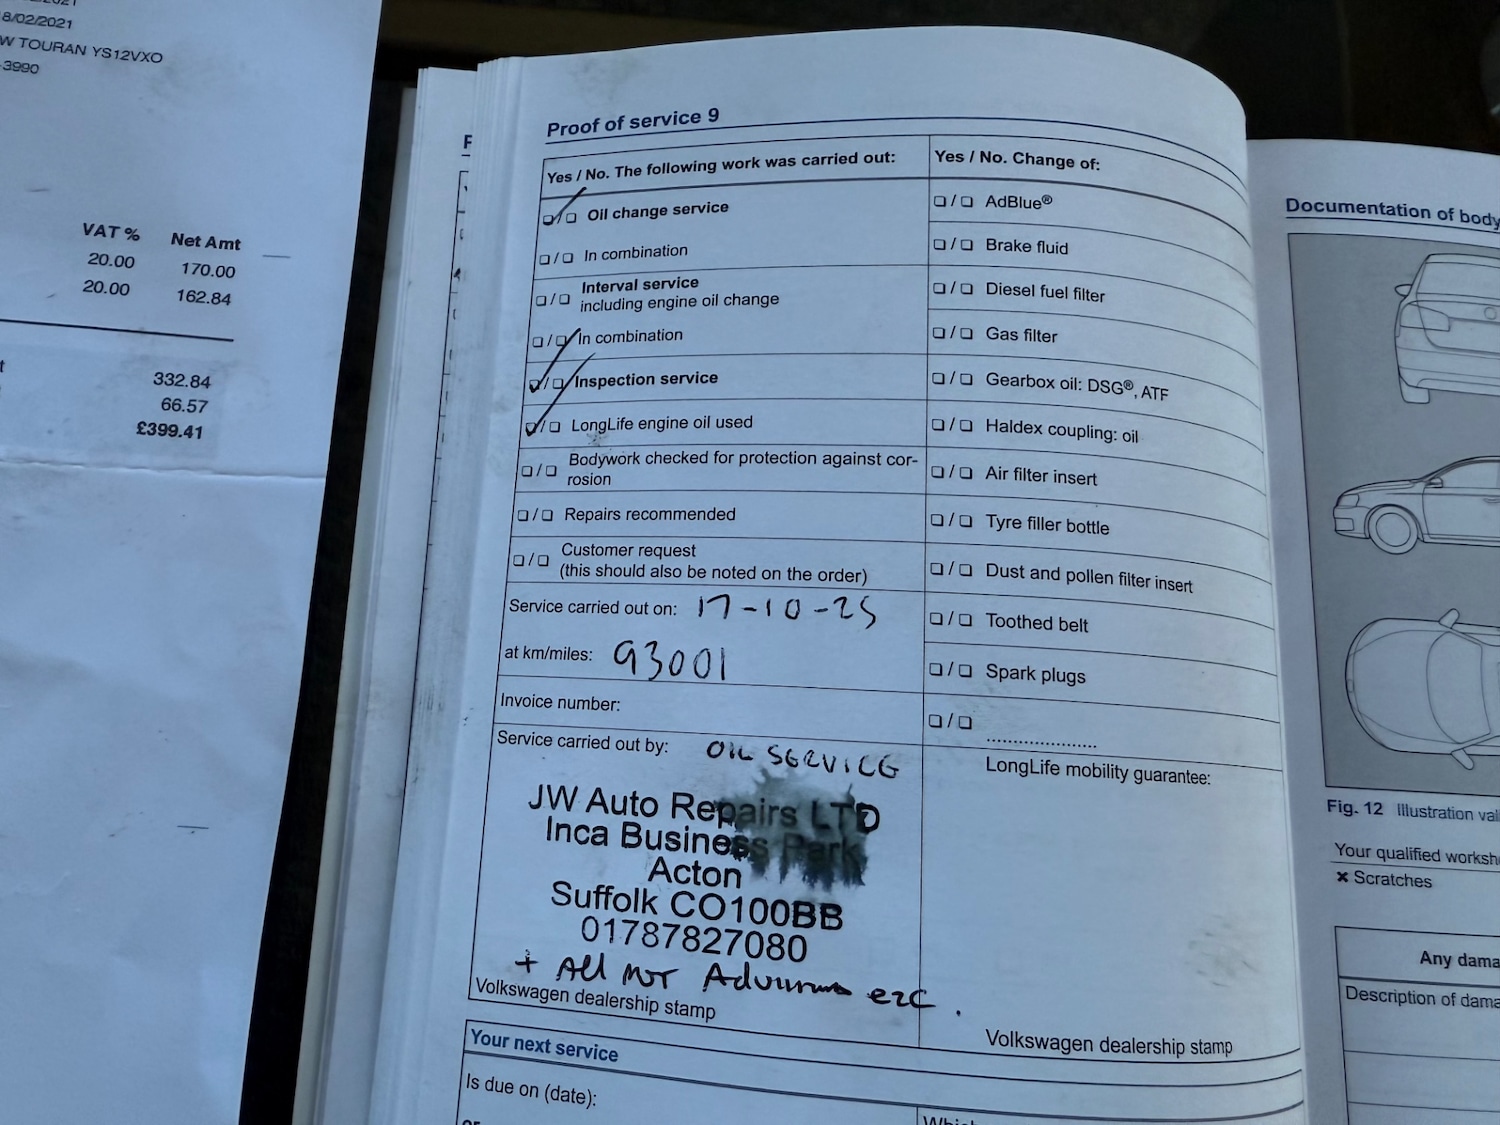 8/02/2021
W TOURAN YS12VXO
-3990
VAT % Net Amt
20.00 170.00
20.00 162.84
332.84
66.57
£399.41
Proof of service 9
Yes / No. The following work was carried out:
Oil change service
In combination
Interval service
including engine oil change
In combination
Inspection service
LongLife engine oil used
Bodywork checked for protection against cor-
rosion
Repairs recommended
Customer request
(this should also be noted on the order)
Service carried out on: 17-10-25
at km/miles: 93001
Invoice number:
Service carried out by: OIL SERVICE
JW Auto Repairs LTD
Inca Business Park
Acton
Suffolk CO100BB
01787827080
+ All MOT
Volkswagen dealership stamp
Yes / No. Change of:
AdBlue®
Brake fluid
Diesel fuel filter
Gas filter
Gearbox oil: DSG®, ATF
Haldex coupling: oil
Air filter insert
Tyre filler bottle
Dust and pollen filter insert
Toothed belt
Spark plugs
LongLife mobility guarantee:
Volkswagen dealership stamp
Your next service
Is due on (date):
Documentation of body
Fig. 12 Illustration
Your qualified
× Scratches
Any dama
Description of dama